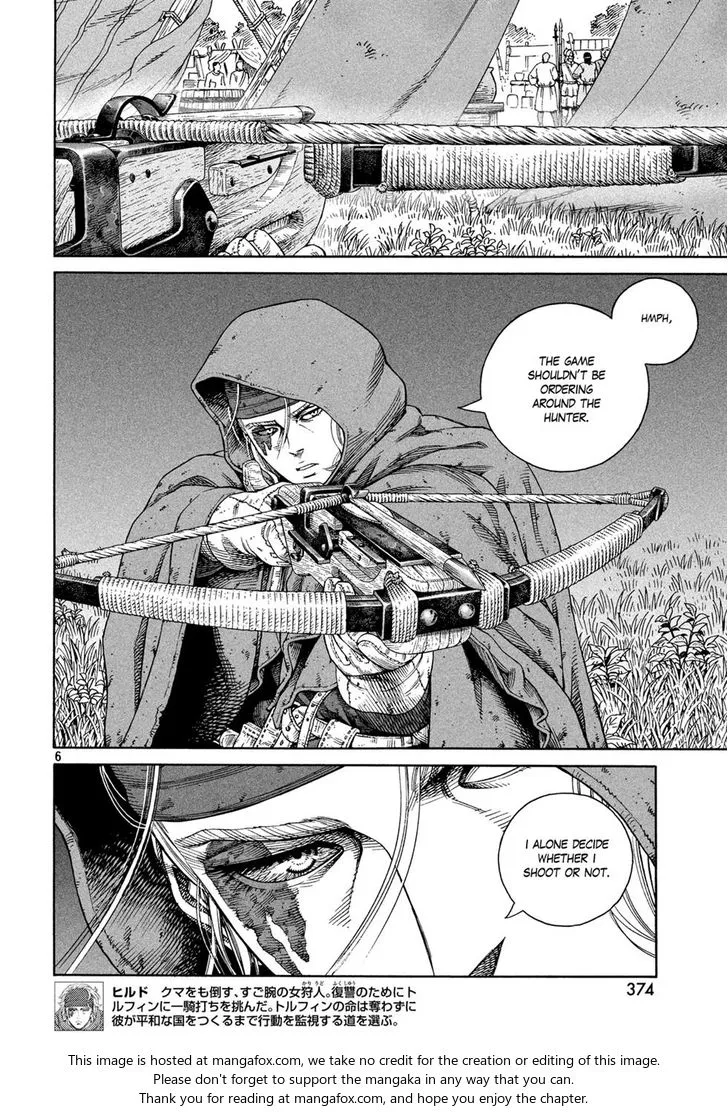 HMPH,
THE GAME
SHOULDN'T BE
ORDERING
AROUND THE
HUNTER.
6
I ALONE DECIDE
WHETHER I
SHOOT OR NOT.
374
ヒルド　クマをも倒す、すご腕の女狩人。復讐のためにト
ルフィンに一騎打ちを挑んだ。トルフィンの命は奪わずに
彼が平和な国をつくるまで行動を監視する道を選ぶ。
This image is hosted at mangafox.com, we take no credit for the creation or editing of this image.
Please don't forget to support the mangaka in any way that you can.
Thank you for reading at mangafox.com, and hope you enjoy the chapter.